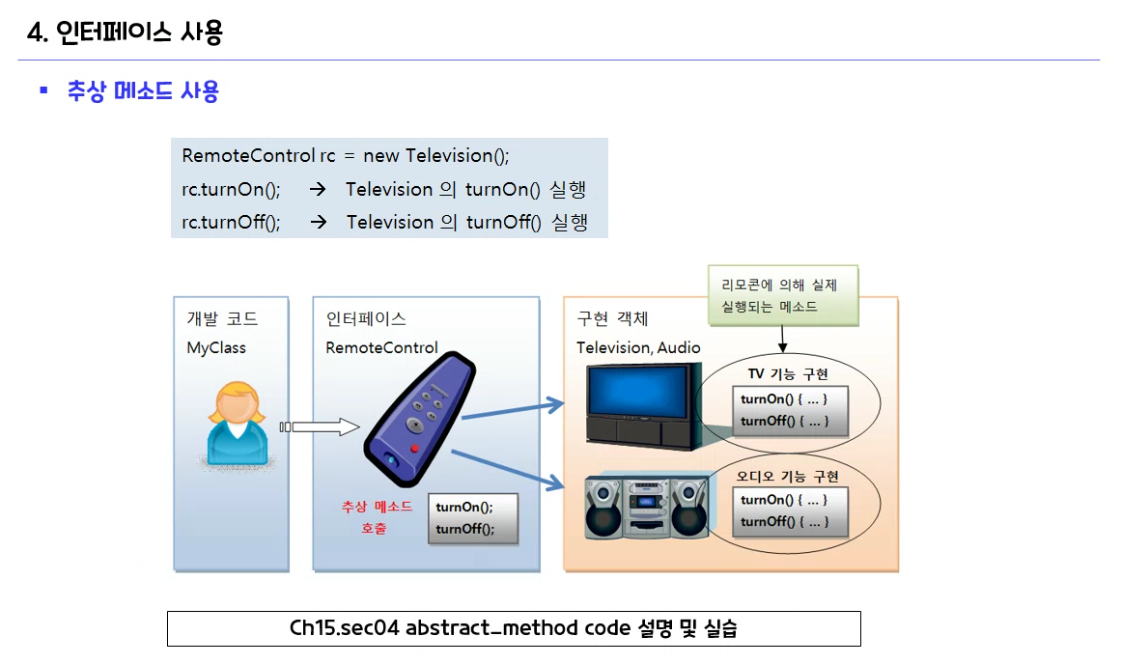 4. 인터페이스 사용
▪ 추상 메소드 사용
RemoteControl rc = new Television();
rc.turnOn(); → Television 의 turnOn() 실행
rc.turnOff(); → Television 의 turnOff() 실행
리모콘에 의해 실제
실행되는 메소드
개발 코드
MyClass
인터페이스
RemoteControl
추상 메소드
호출
turnOn();
turnOff();
구현 객체
Television, Audio
TV 기능 구현
turnOn() { ... }
turnOff() { ... }
오디오 기능 구현
turnOn() { ... }
turnOff() { ... }
Ch15.sec04 abstract_method code 설명 및 실습